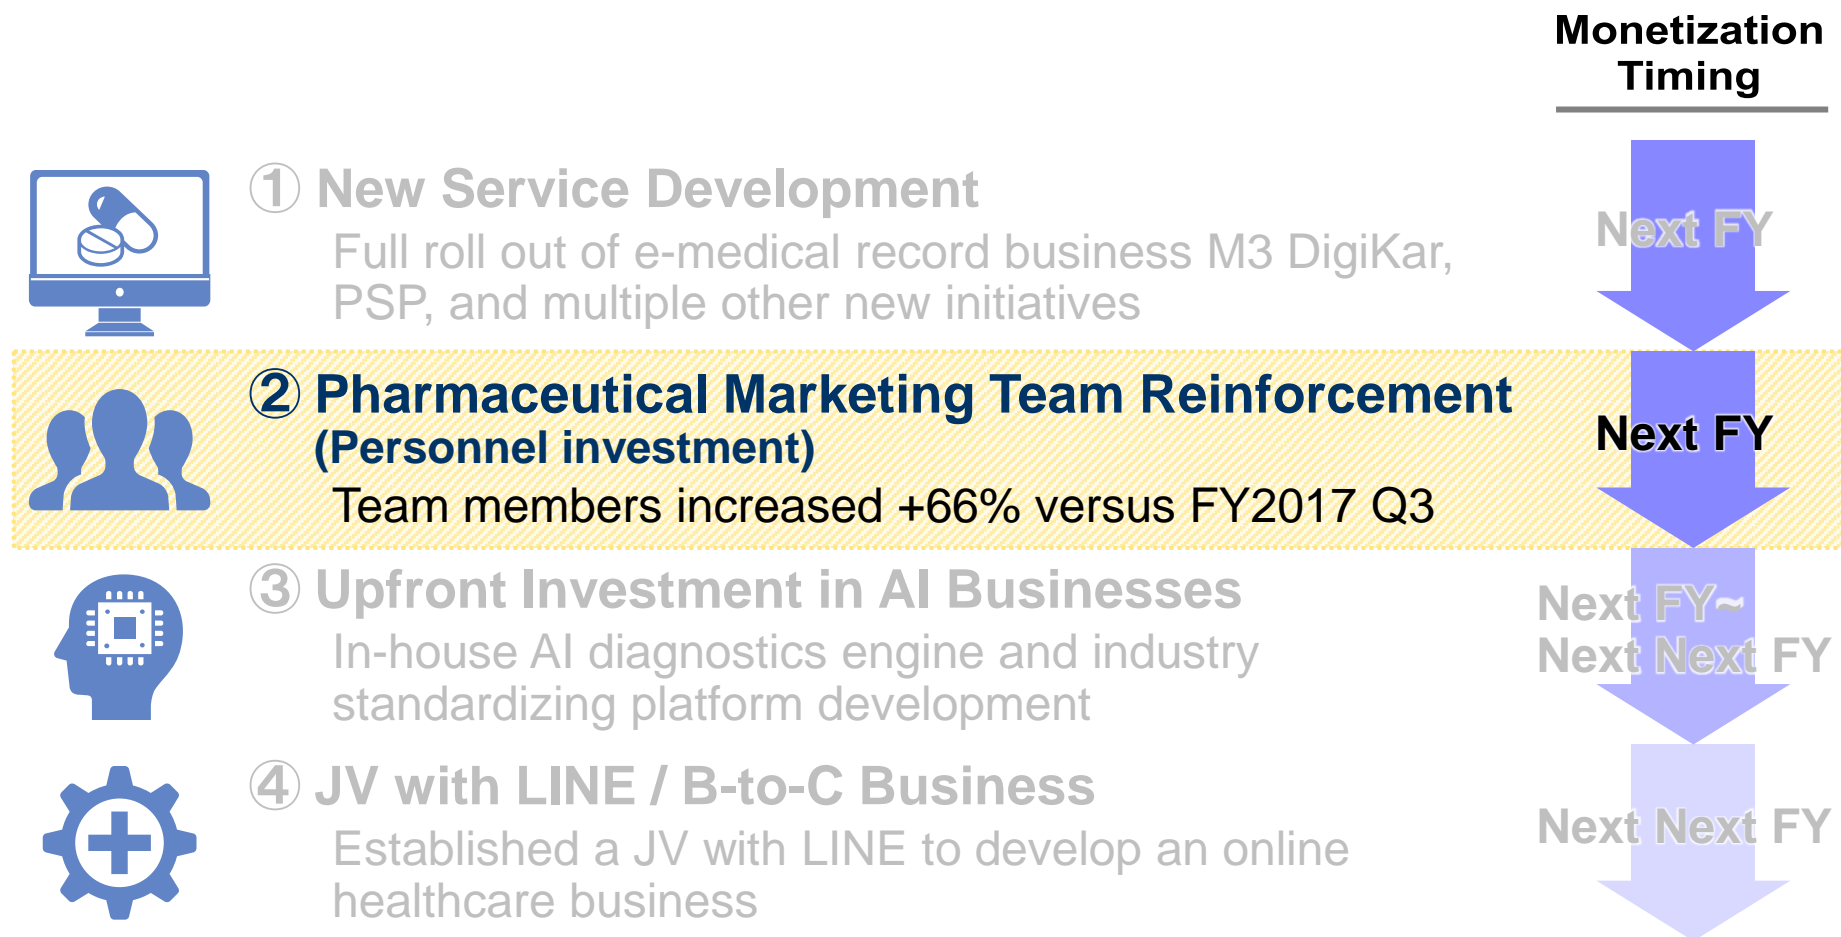 Monetization
Timing
① New Service Development
Full roll out of e-medical record business M3 DigiKar,
PSP, and multiple other new initiatives
Next FY
② Pharmaceutical Marketing Team Reinforcement
(Personnel investment)
Team members increased +66% versus FY2017 Q3
Next FY
③ Upfront Investment in AI Businesses
In-house AI diagnostics engine and industry
standardizing platform development
Next FY~
Next Next FY
④ JV with LINE / B-to-C Business
Established a JV with LINE to develop an online
healthcare business
Next Next FY